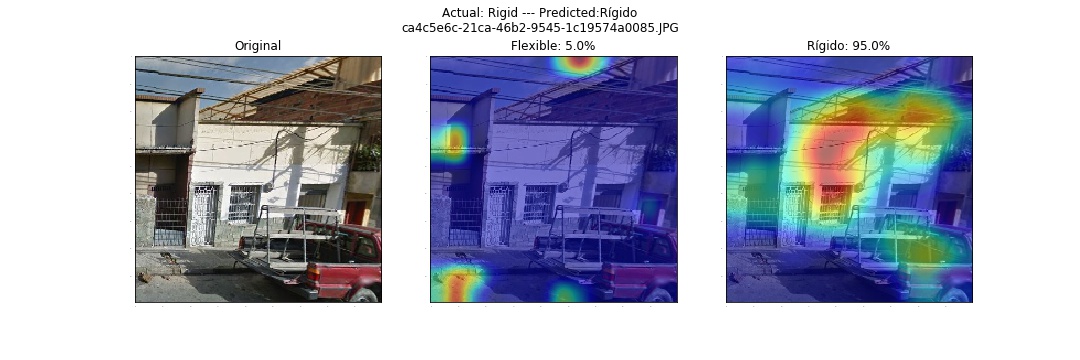 Actual: Rigid --- Predicted:Rígido
ca4c5e6c-21ca-46b2-9545-1c19574a0085.JPG
Original
Flexible: 5.0%
Rígido: 95.0%